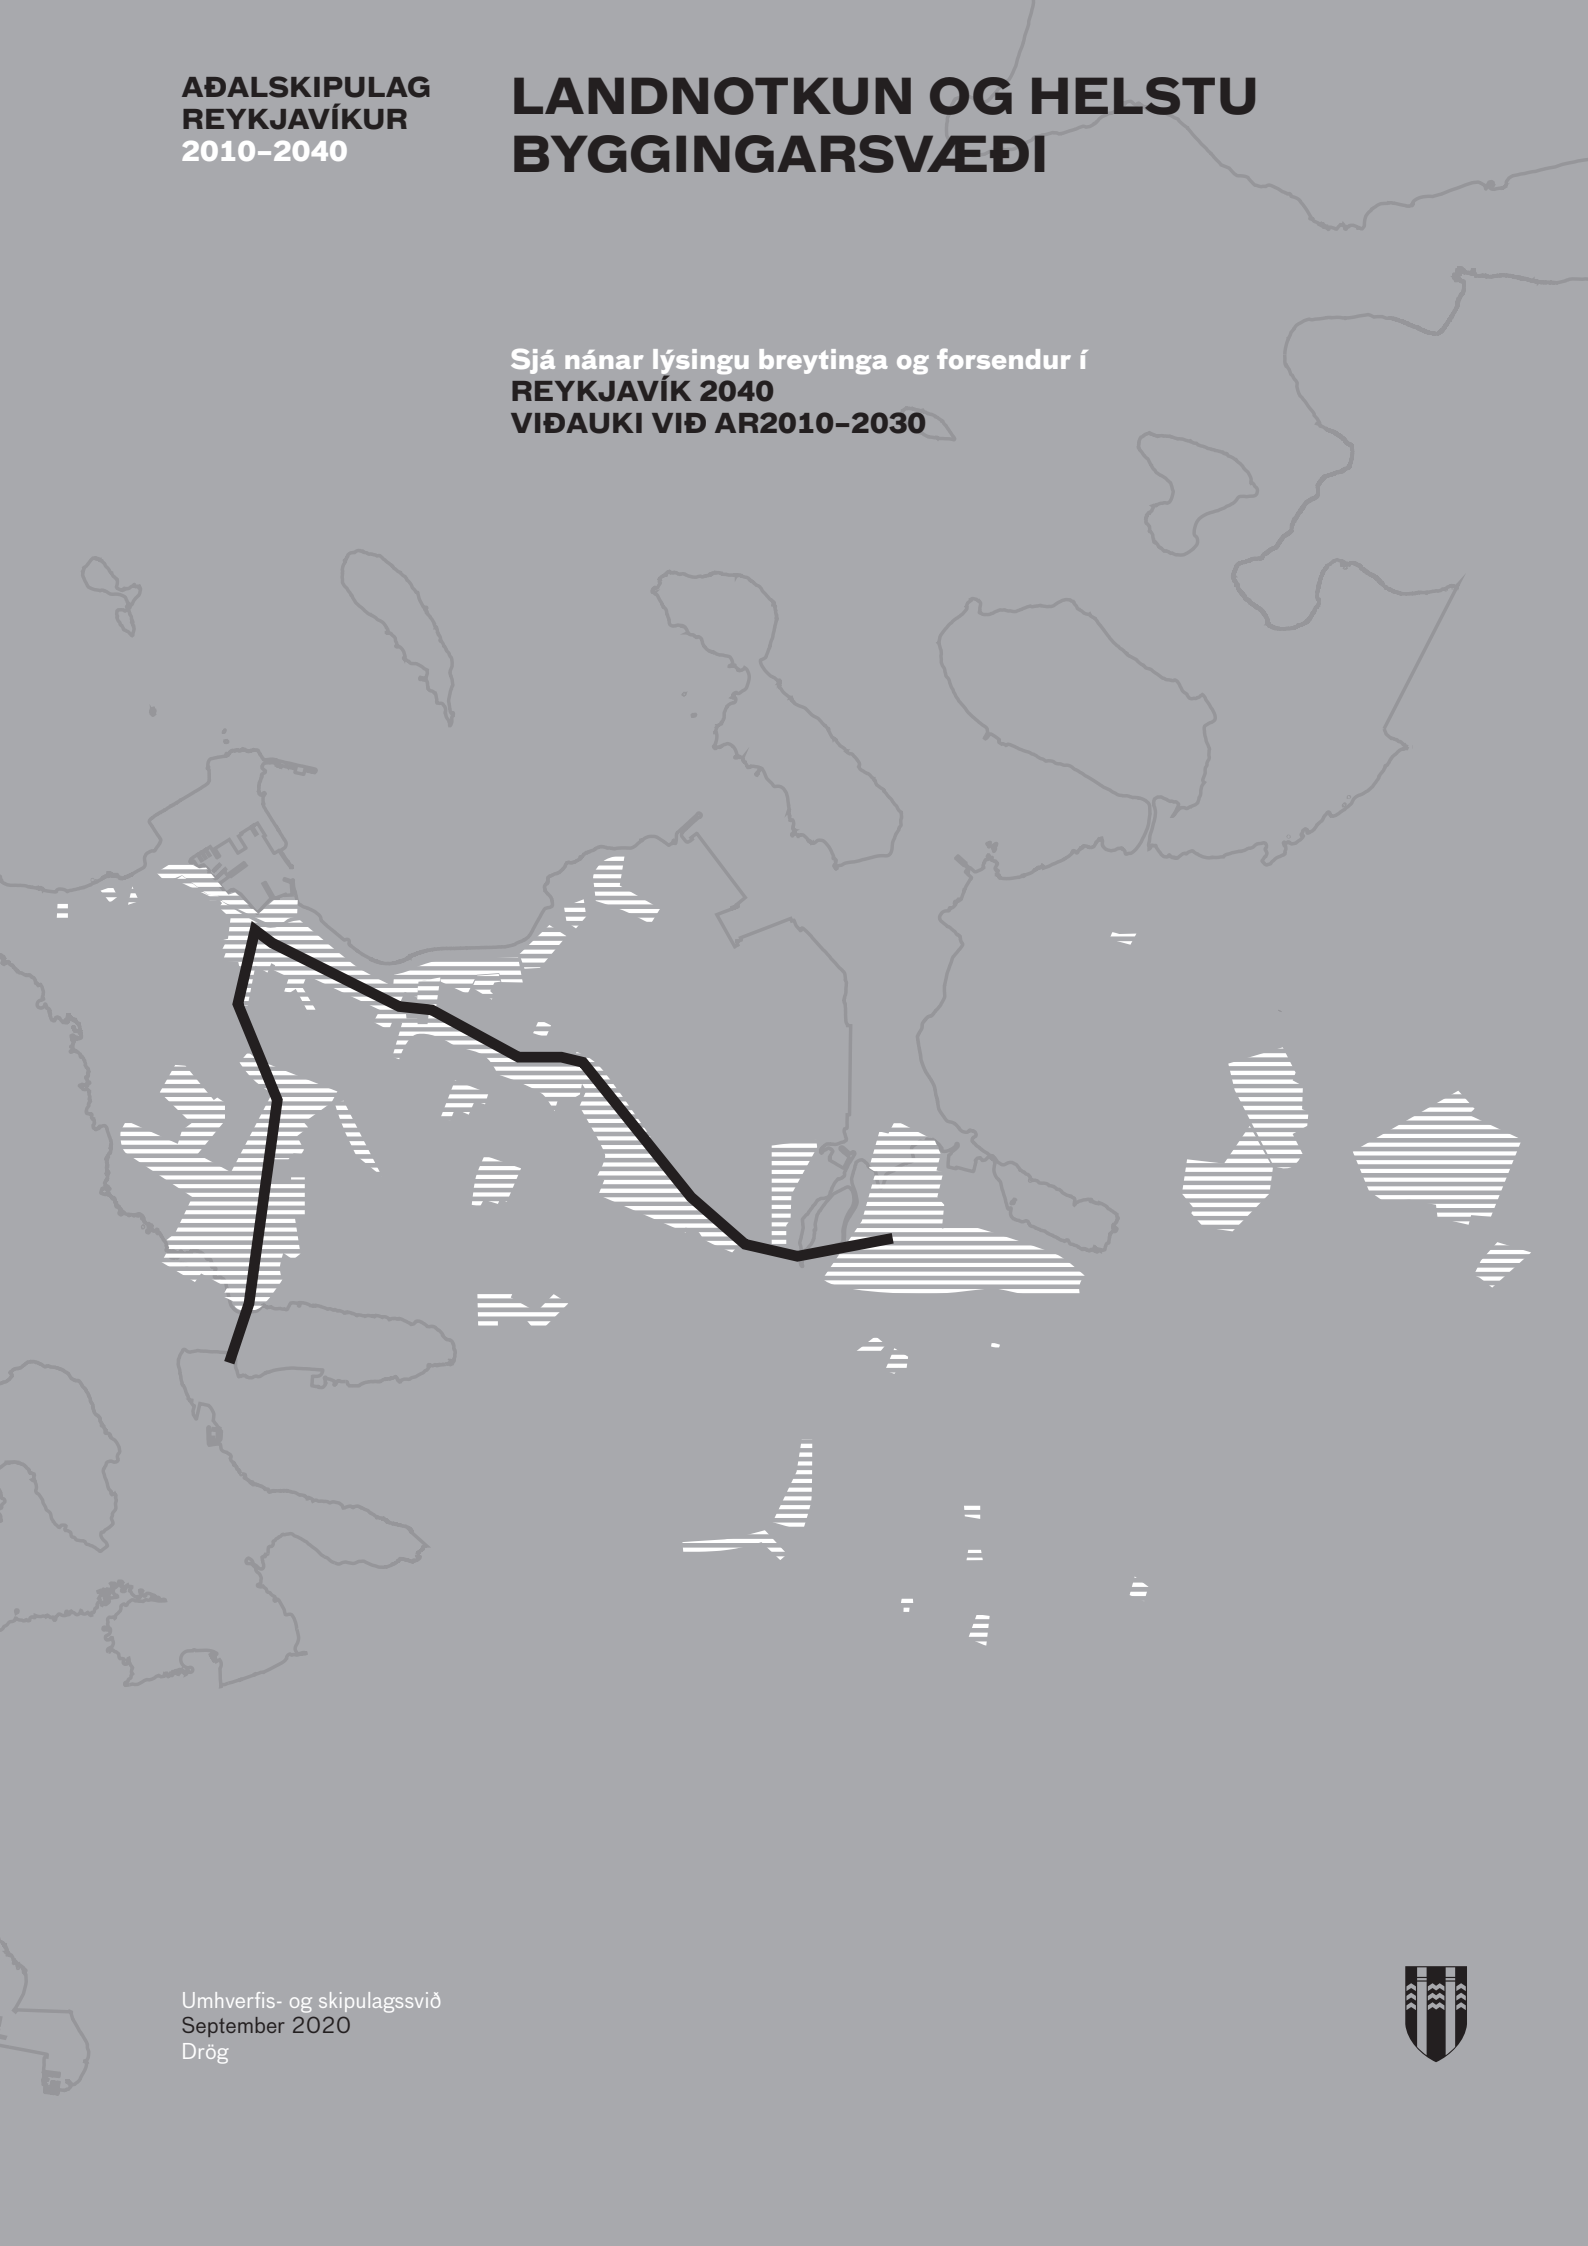 AÐALSKIPULAG
REYKJAVÍKUR
2010–2040
LANDNOTKUN OG HELSTU
BYGGINGARSVÆÐI
Sjá nánar lýsingu breytinga og forsendur í
REYKJAVÍK 2040
VIÐAUKI VIÐ AR2010–2030
Umhverfis- og skipulagssvið
September 2020
Drög